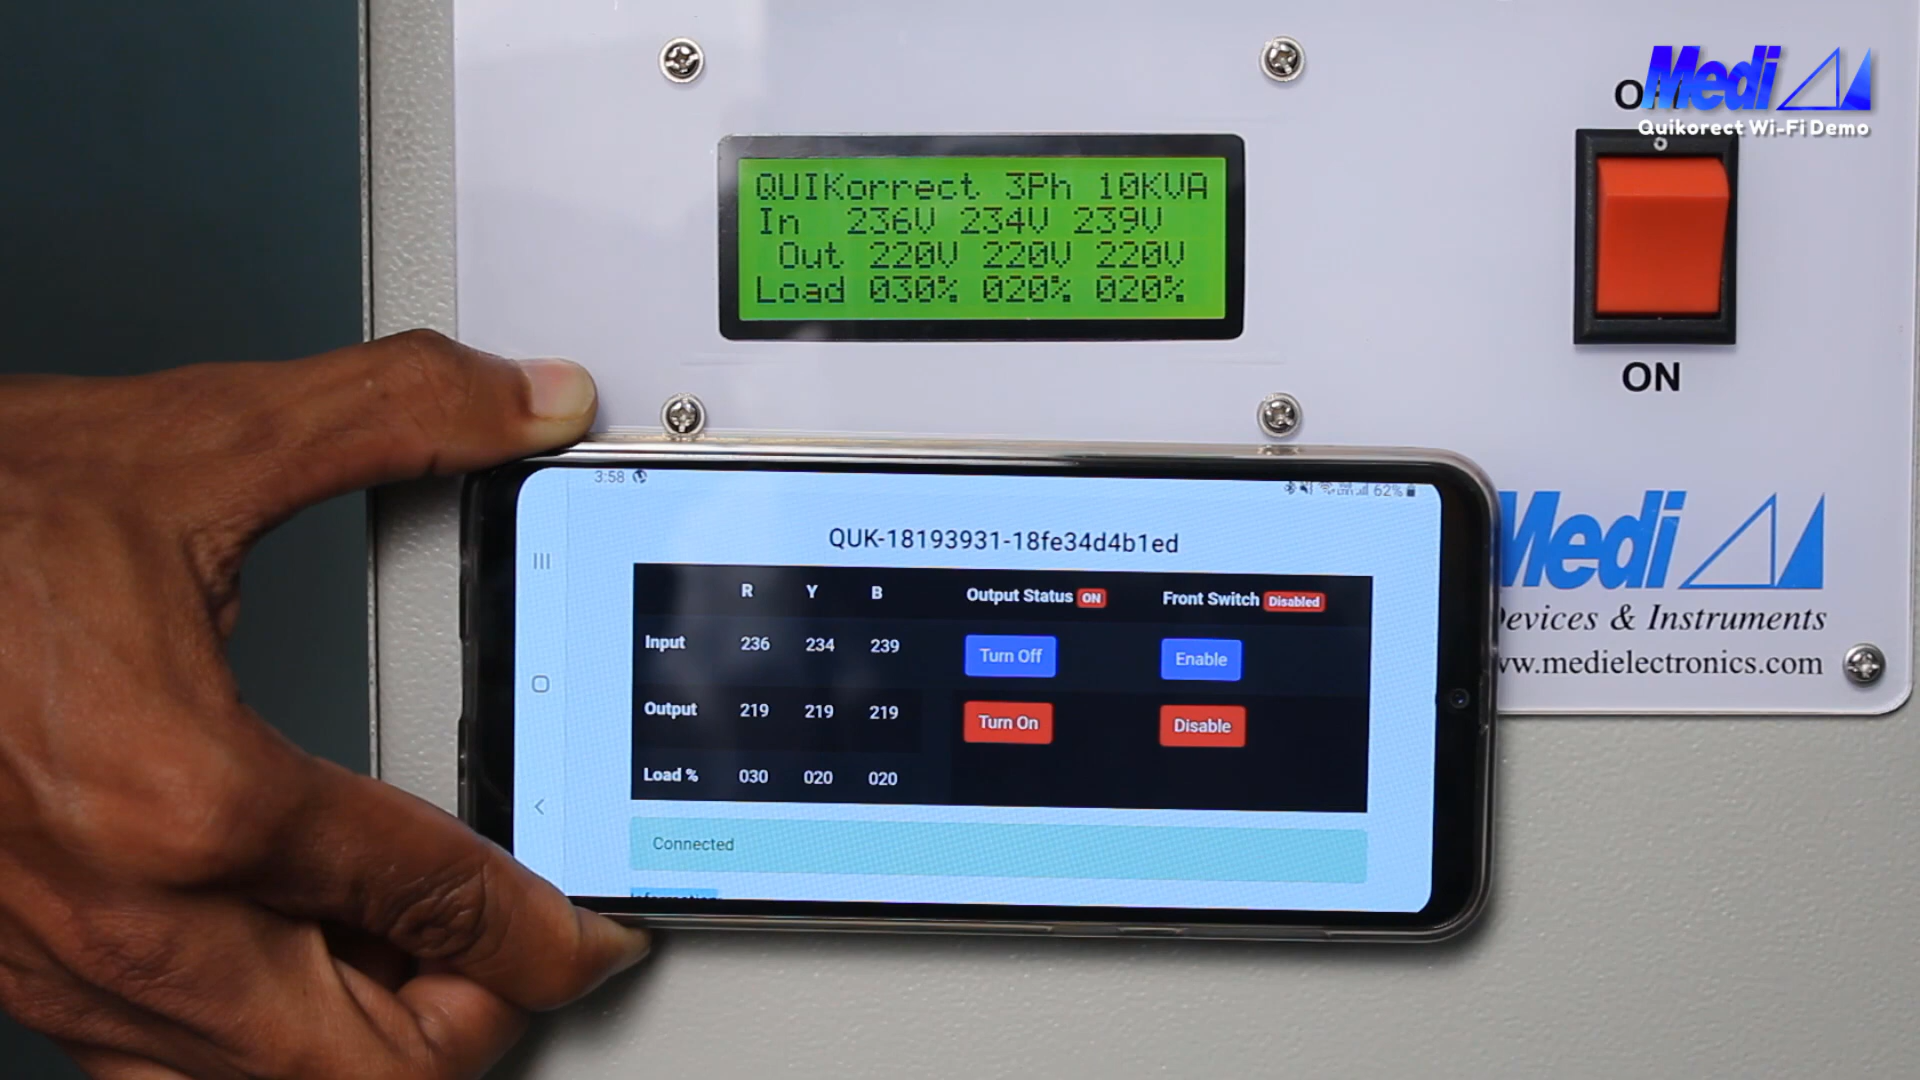 Medi
Quikorect Wi-Fi Demo
QUIKorrect 3Ph 10KVA
In 236V 234V 239V
Out 220V 220V 220V
Load 030% 020% 020%
ON
3:58
62%
QUK-18193931-18fe34d4b1ed
R Y B Output Status ON Front Switch Disabled
Input 236 234 239 Turn Off Enable
Output 219 219 219 Turn On Disable
Load % 030 020 020
Connected
Medi
Devices & Instruments
www.medielectronics.com